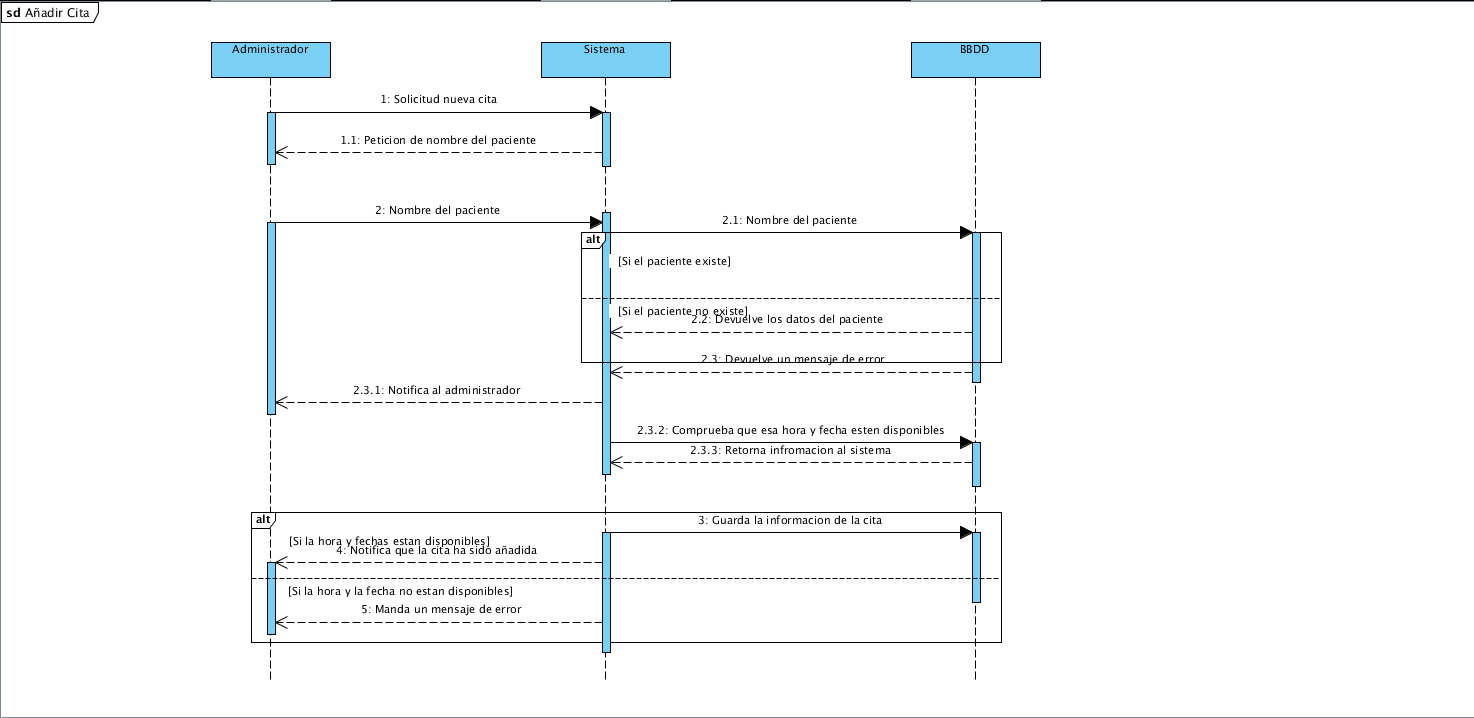 sd Añadir Cita
Administrador
Sistema
BBDD
1: Solicitud nueva cita
1.1: Peticion de nombre del paciente
2: Nombre del paciente
2.1: Nombre del paciente
alt
[Si el paciente existe]
[Si el paciente no existe]
2.2: Devuelve los datos del paciente
2.3: Devuelve un mensaje de error
2.3.1: Notifica al administrador
2.3.2: Comprueba que esa hora y fecha esten disponibles
2.3.3: Retorna infromacion al sistema
alt
3: Guarda la informacion de la cita
[Si la hora y fechas estan disponibles]
4: Notifica que la cita ha sido añadida
[Si la hora y la fecha no estan disponibles]
5: Manda un mensaje de error